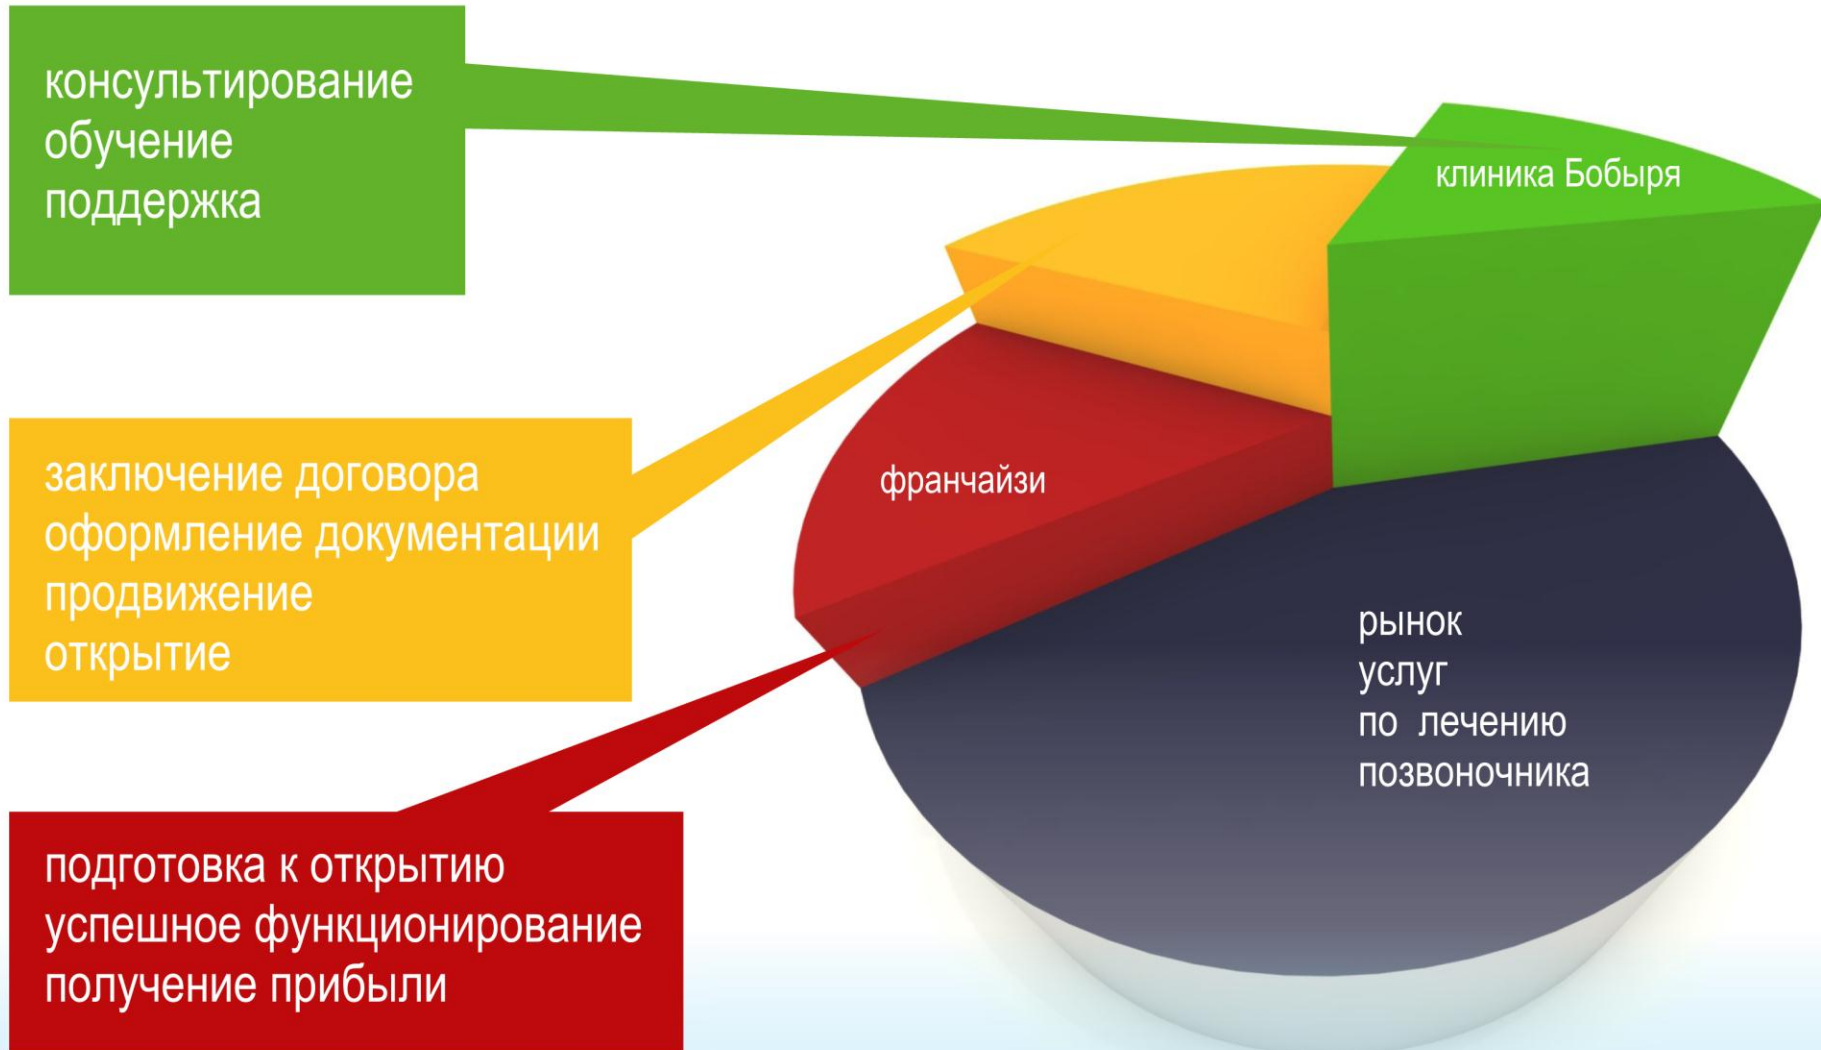 консультирование
обучение
поддержка
клиника Бобыря
заключение договора
оформление документации
продвижение
открытие
франчайзи
подготовка к открытию
успешное функционирование
получение прибыли
рынок
услуг
по лечению
позвоночника